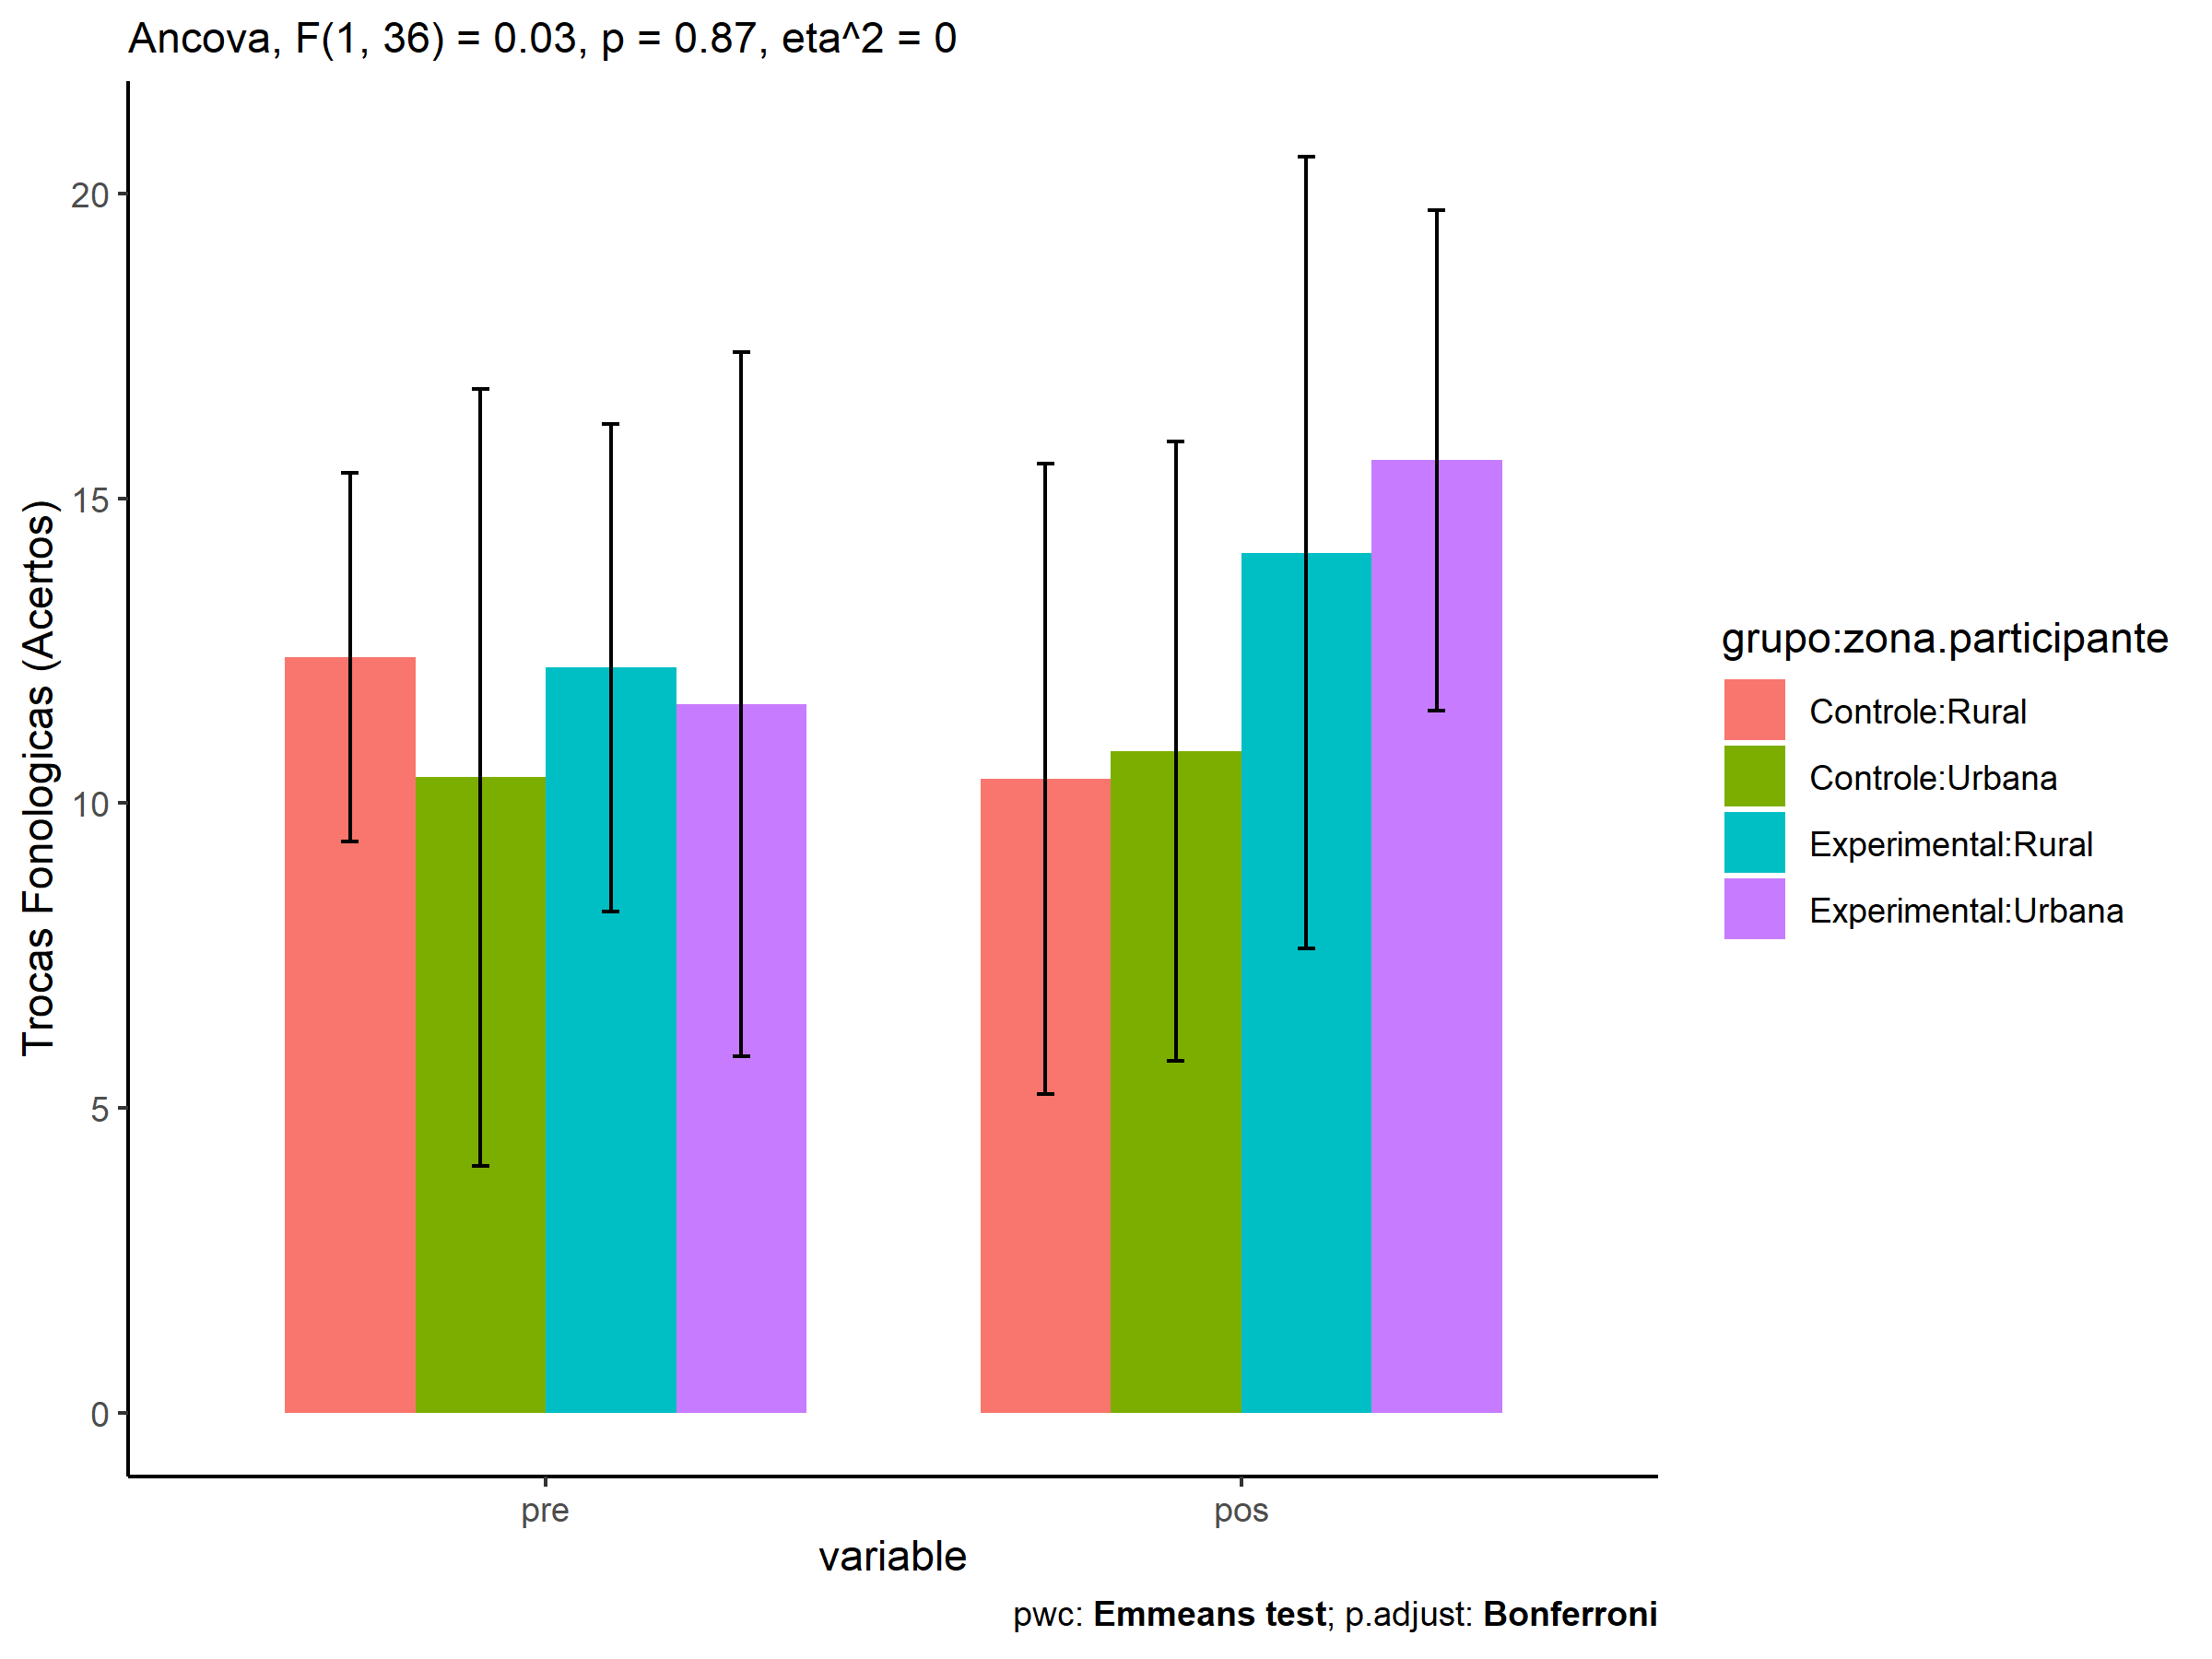 Ancova, F(1, 36) = 0.03, p = 0.87, eta^2 = 0
Trocas Fonologicas (Acertos)
20
15
10
5
0
pre
pos
variable
grupo:zona.participante
Controle:Rural
Controle:Urbana
Experimental:Rural
Experimental:Urbana
pwc: Emmeans test; p.adjust: Bonferroni